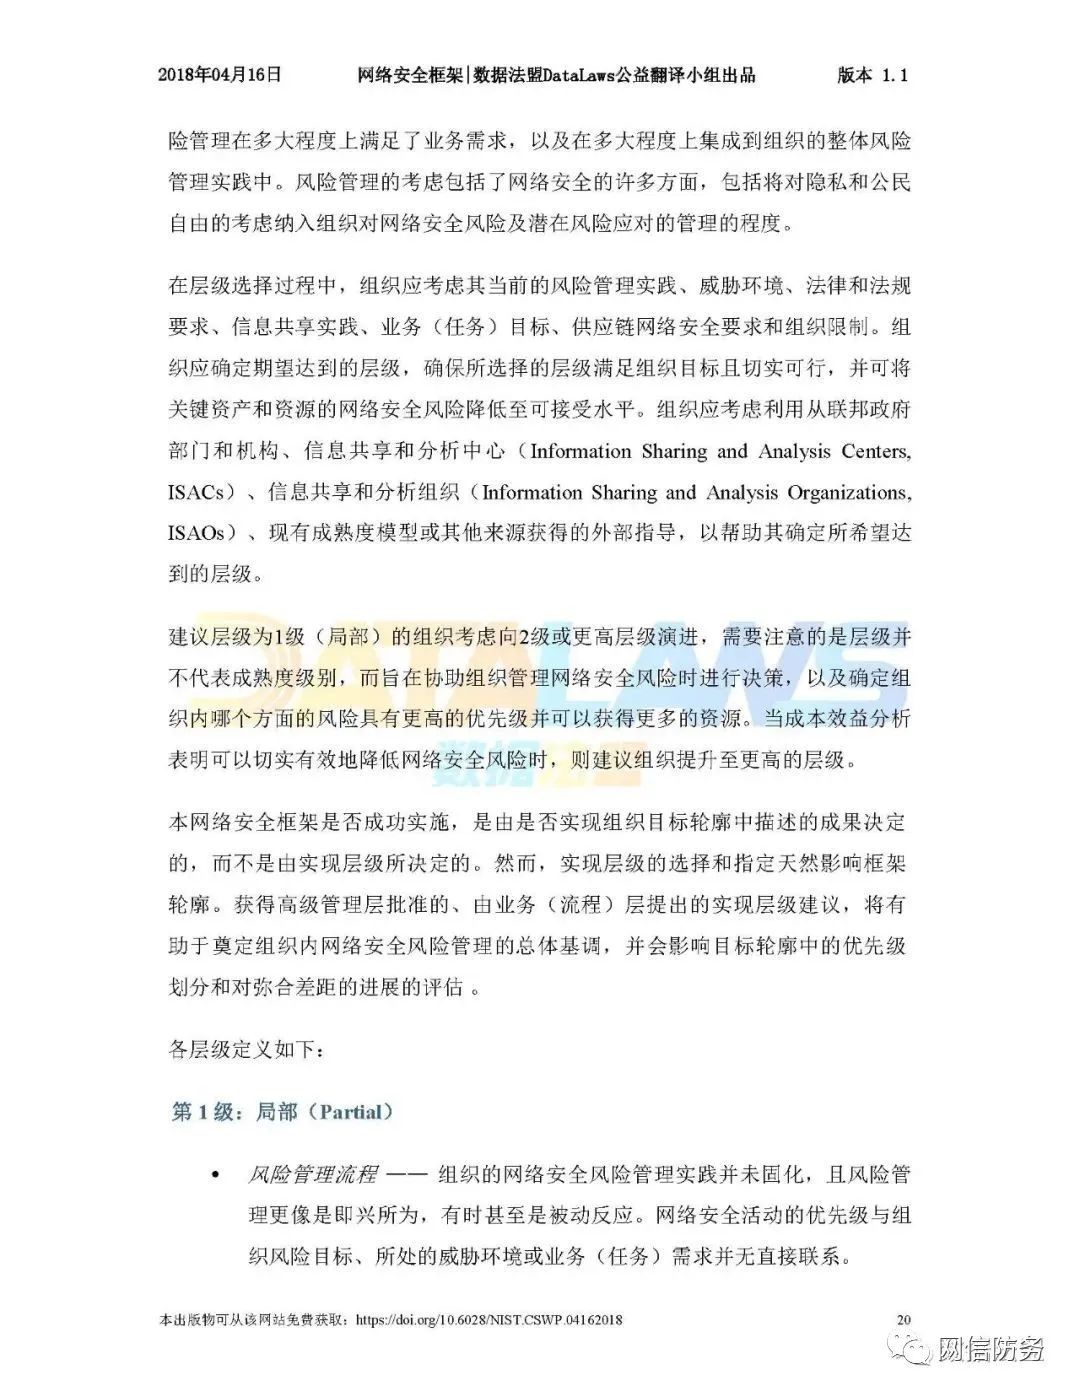 2018年04月16日 网络安全框架|数据法盟DataLaws公益翻译小组出品 版本 1.1
险管理在多大程度上满足了业务需求，以及在多大程度上集成到组织的整体风险
管理实践中。风险管理的考虑包括了网络安全的许多方面，包括将对隐私和公民
自由的考虑纳入组织对网络安全风险及潜在风险应对的管理的程度。
在层级选择过程中，组织应考虑其当前的风险管理实践、威胁环境、法律和法规
要求、信息共享实践、业务（任务）目标、供应链网络安全要求和组织限制。组
织应确定期望达到的层级，确保所选择的层级满足组织目标且切实可行，并可将
关键资产和资源的网络安全风险降低至可接受水平。组织应考虑利用从联邦政府
部门和机构、信息共享和分析中心（Information Sharing and Analysis Centers,
ISACs）、信息共享和分析组织（Information Sharing and Analysis Organizations,
ISAOs）、现有成熟度模型或其他来源获得的外部指导，以帮助其确定所希望达
到的层级。
建议层级为1级（局部）的组织考虑向2级或更高层级演进，需要注意的是层级并
不代表成熟度级别，而旨在协助组织管理网络安全风险时进行决策，以及确定组
织内哪个方面的风险具有更高的优先级并可以获得更多的资源。当成本效益分析
表明可以切实有效地降低网络安全风险时，则建议组织提升至更高的层级。
DATALAWS
数据法盟
本网络安全框架是否成功实施，是由是否实现组织目标轮廓中描述的成果决定
的，而不是由实现层级所决定的。然而，实现层级的选择和指定天然影响框架
轮廓。获得高级管理层批准的、由业务（流程）层提出的实现层级建议，将有
助于奠定组织内网络安全风险管理的总体基调，并会影响目标轮廓中的优先级
划分和对弥合差距的进展的评估 。
各层级定义如下：
第 1 级：局部（Partial）
• 风险管理流程 —— 组织的网络安全风险管理实践并未固化，且风险管
理更像是即兴所为，有时甚至是被动反应。网络安全活动的优先级与组
织风险目标、所处的威胁环境或业务（任务）需求并无直接联系。
本出版物可从该网站免费获取：https://doi.org/10.6028/NIST.CSWP.04162018 20
网信防务